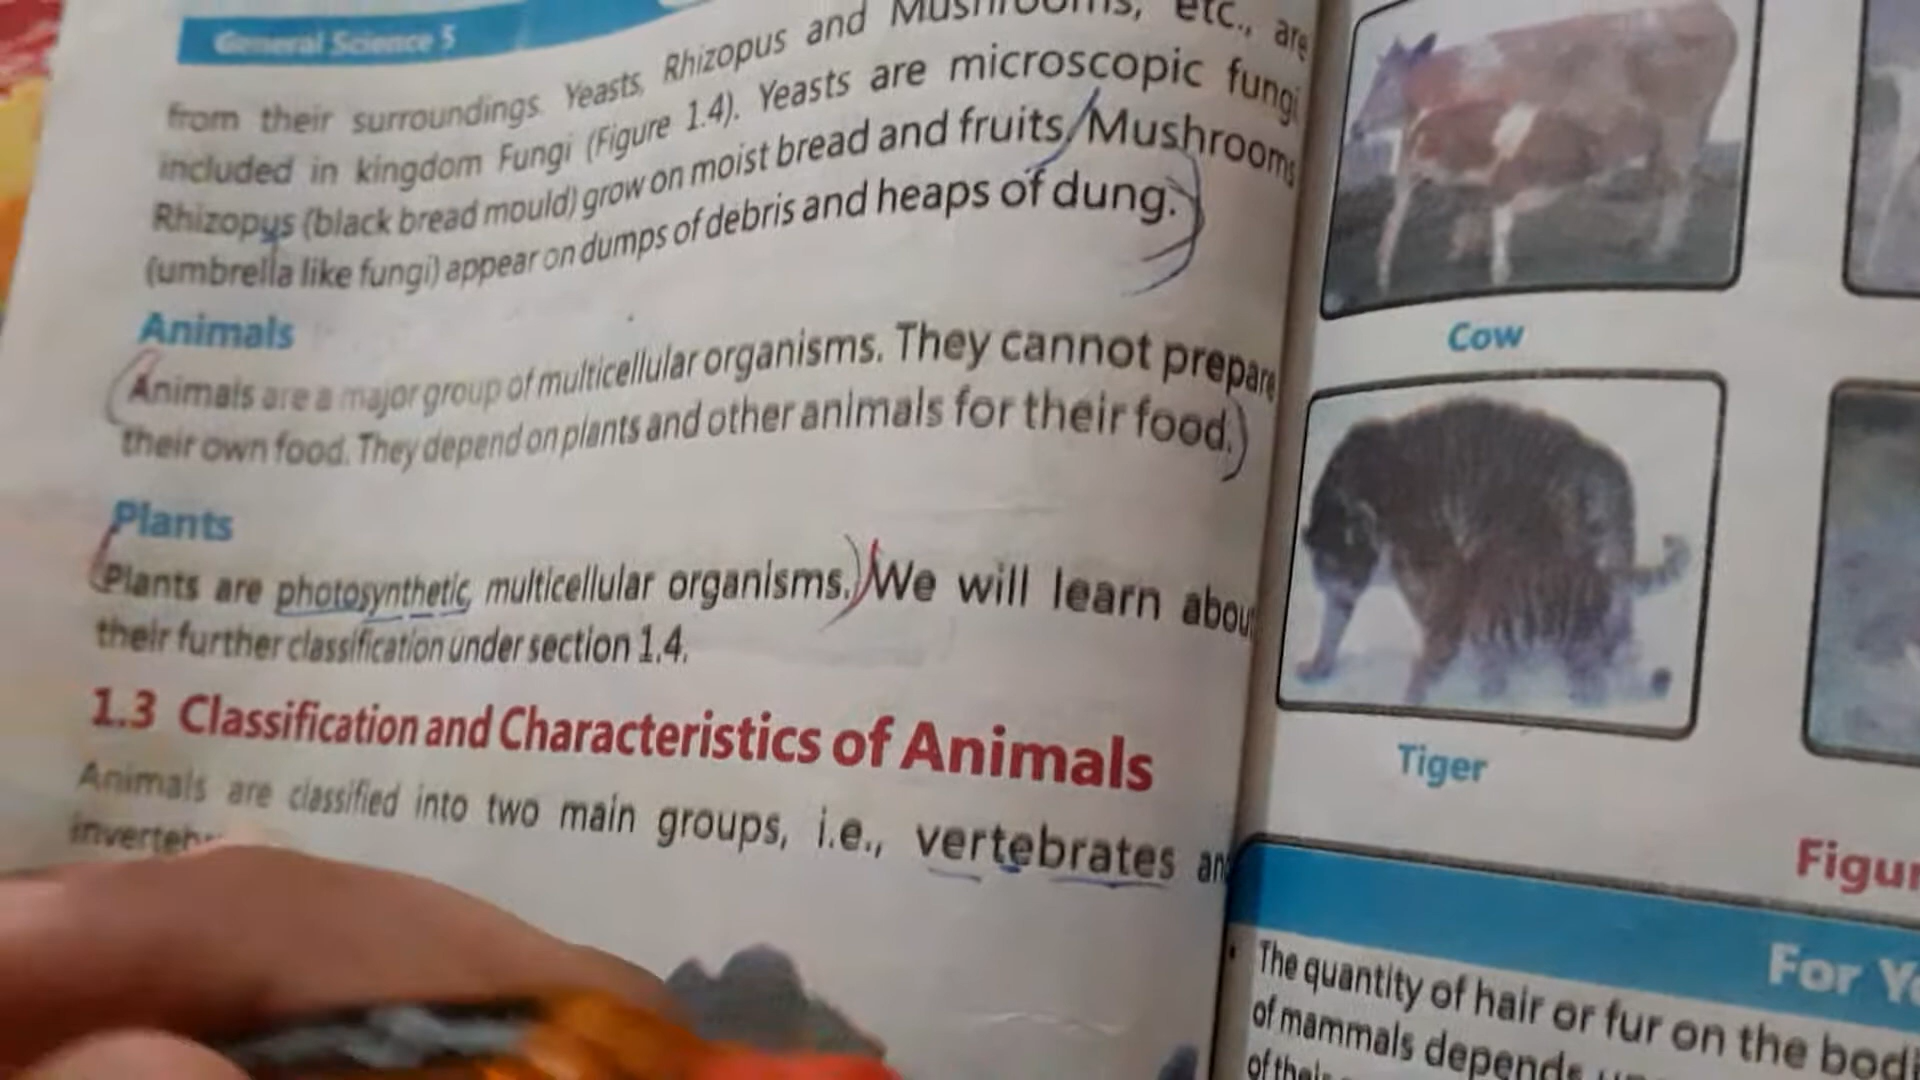 General Science 5
from their surroundings. Yeasts, Rhizopus and Mushrooms, etc., are
included in kingdom Fungi (Figure 1.4). Yeasts are microscopic fungi.
Rhizopus (black bread mould) grow on moist bread and fruits. Mushrooms
(umbrella like fungi) appear on dumps of debris and heaps of dung.
Animals
Animals are a major group of multicellular organisms. They cannot prepare
their own food. They depend on plants and other animals for their food.
Plants
Plants are photosynthetic, multicellular organisms. We will learn about
their further classification under section 1.4.
1.3 Classification and Characteristics of Animals
Animals are classified into two main groups, i.e., vertebrates an
inverteb
Cow
Tiger
Figur
For Y
• The quantity of hair or fur on the bodi
of mammals depends
of their